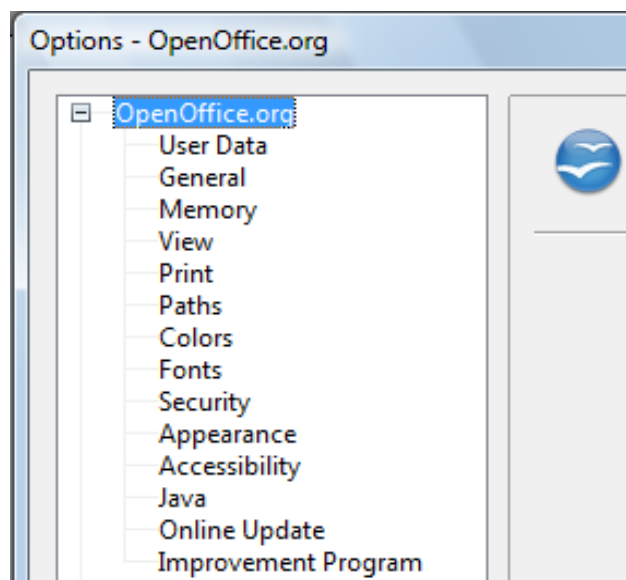 Options - OpenOffice.org
OpenOffice.org
User Data
General
Memory
View
Print
Paths
Colors
Fonts
Security
Appearance
Accessibility
Java
Online Update
Improvement Program